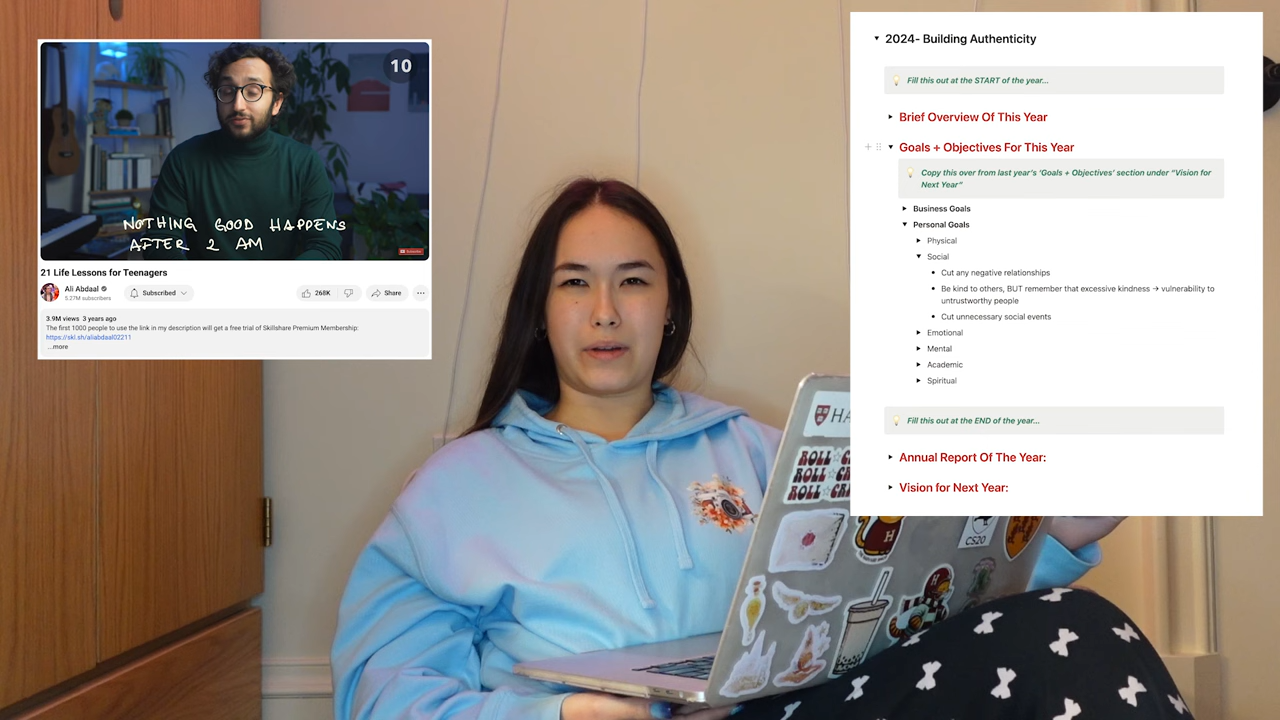 10
NOTHING GOOD HAPPENS
AFTER 2 AM
Subscribe
21 Life Lessons for Teenagers
Ali Abdaal
5.27M subscribers
Subscribed
268K
Share
3.9M views 3 years ago
The first 1000 people to use the link in my description will get a free trial of Skillshare Premium Membership:
https://skl.sh/aliabdaal02211
...more
2024- Building Authenticity
Fill this out at the START of the year...
Brief Overview Of This Year
Goals + Objectives For This Year
Copy this over from last year's 'Goals + Objectives' section under "Vision for
Next Year"
Business Goals
Personal Goals
Physical
Social
Cut any negative relationships
Be kind to others, BUT remember that excessive kindness → vulnerability to
untrustworthy people
Cut unnecessary social events
Emotional
Mental
Academic
Spiritual
Fill this out at the END of the year...
Annual Report Of The Year:
Vision for Next Year:
HA
ROLL CR
ROLL CR
ROLL CR
H
CS20
H